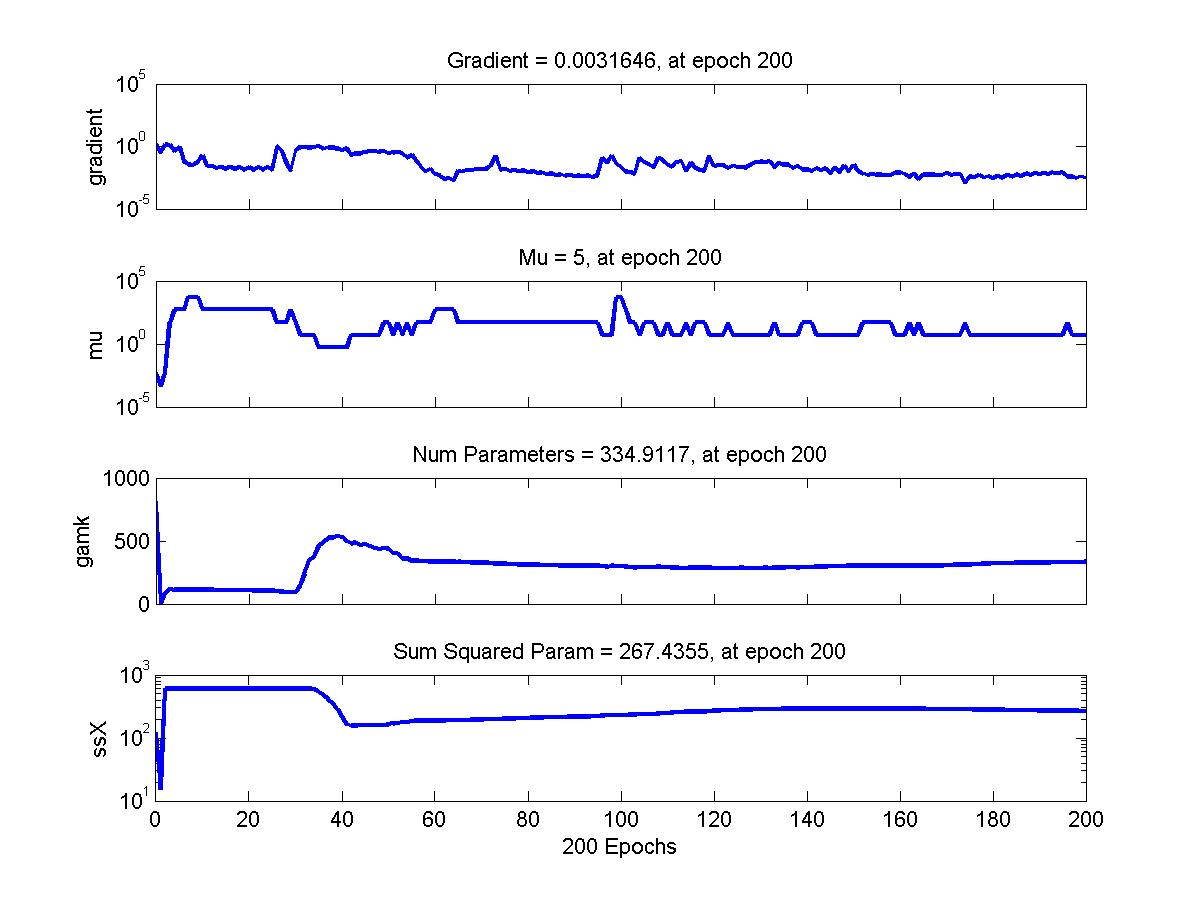 Gradient = 0.0031646, at epoch 200
10^5
10^0
10^-5
gradient
Mu = 5, at epoch 200
10^5
10^0
10^-5
mu
Num Parameters = 334.9117, at epoch 200
1000
500
0
gamk
Sum Squared Param = 267.4355, at epoch 200
10^3
10^2
10^1
ssX
0 20 40 60 80 100 120 140 160 180 200
200 Epochs